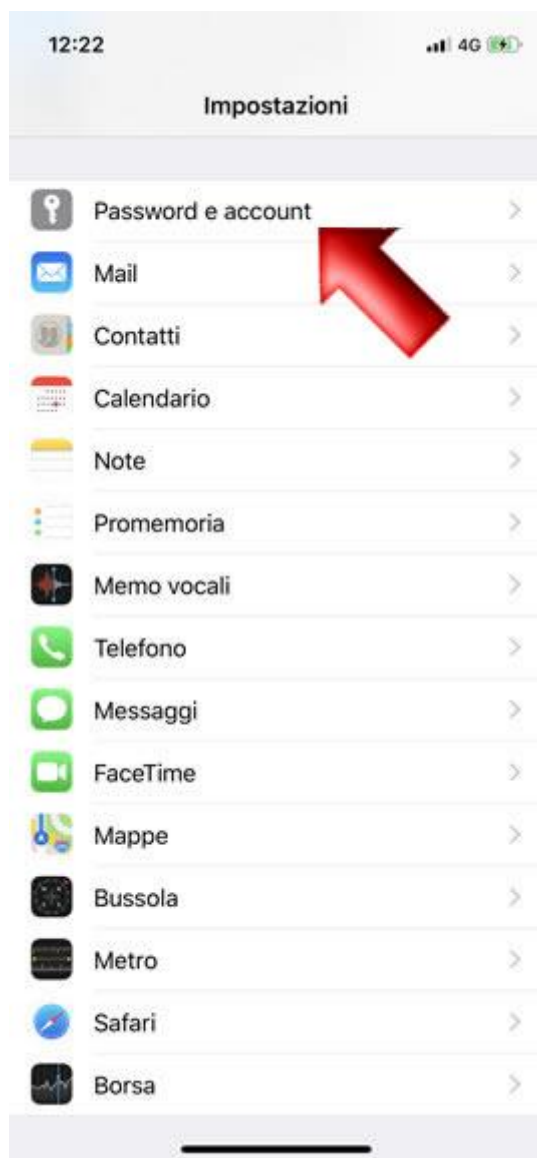 12:22 4G
Impostazioni
Password e account
Mail
Contatti
Calendario
Note
Promemoria
Memo vocali
Telefono
Messaggi
FaceTime
Mappe
Bussola
Metro
Safari
Borsa